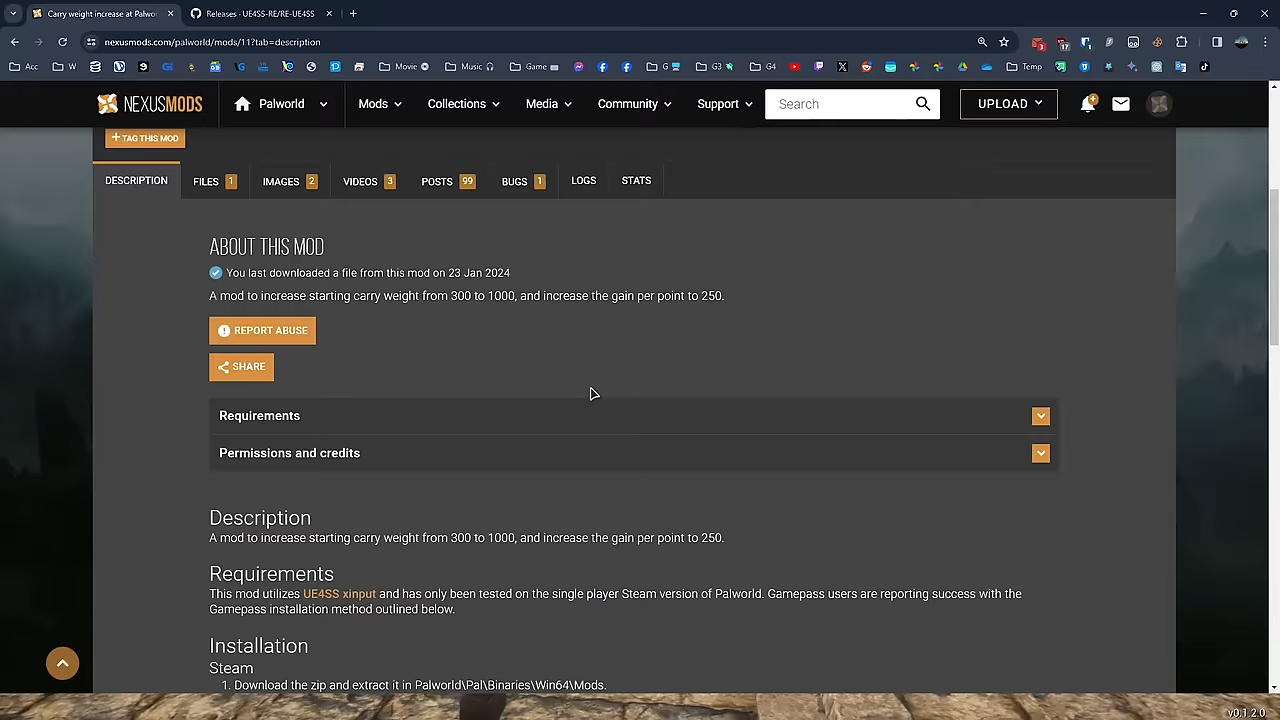 Carry weight increase at Palwor
Releases · UE4SS-RE/RE-UE4SS
nexusmods.com/palworld/mods/11?tab=description
Acc
W
Movie
Music
Game
G
G3
G4
Temp
NEXUSMODS
Palworld
Mods
Collections
Media
Community
Support
Search
UPLOAD
+ TAG THIS MOD
DESCRIPTION
FILES 1
IMAGES 2
VIDEOS 3
POSTS 99
BUGS 1
LOGS
STATS
ABOUT THIS MOD
You last downloaded a file from this mod on 23 Jan 2024
A mod to increase starting carry weight from 300 to 1000, and increase the gain per point to 250.
REPORT ABUSE
SHARE
Requirements
Permissions and credits
Description
A mod to increase starting carry weight from 300 to 1000, and increase the gain per point to 250.
Requirements
This mod utilizes UE4SS xinput and has only been tested on the single player Steam version of Palworld. Gamepass users are reporting success with the
Gamepass installation method outlined below.
Installation
Steam
1. Download the zip and extract it in Palworld\Pal\Binaries\Win64\Mods.
v0.1.2.0